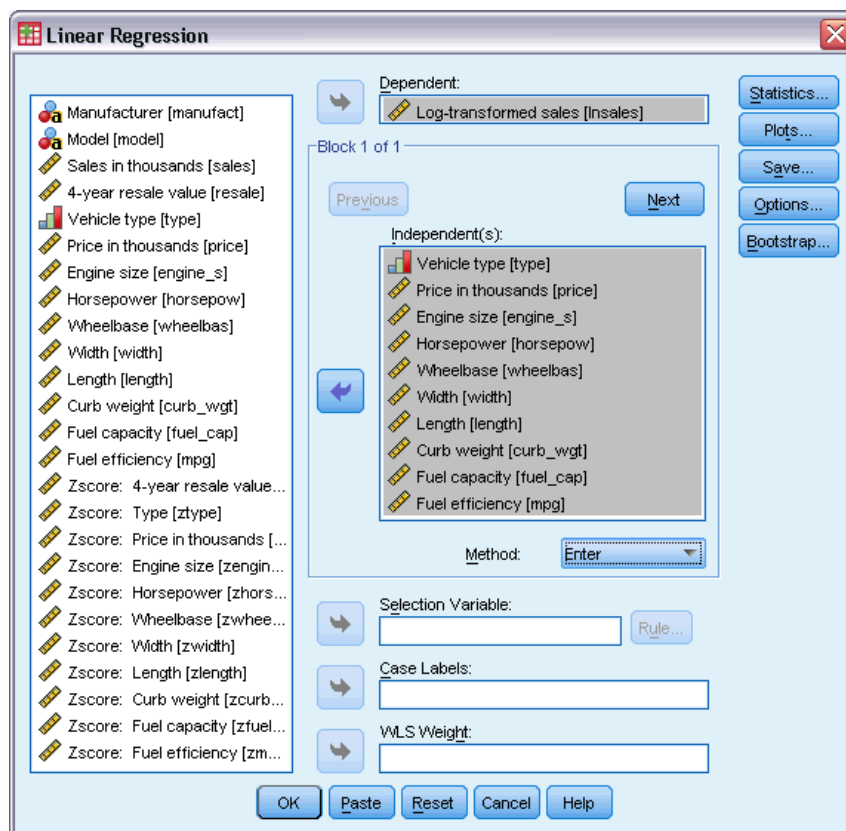 Linear Regression
Manufacturer [manufact]
Model [model]
Sales in thousands [sales]
4-year resale value [resale]
Vehicle type [type]
Price in thousands [price]
Engine size [engine_s]
Horsepower [horsepow]
Wheelbase [wheelbas]
Width [width]
Length [length]
Curb weight [curb_wgt]
Fuel capacity [fuel_cap]
Fuel efficiency [mpg]
Zscore: 4-year resale value...
Zscore: Type [ztype]
Zscore: Price in thousands [...
Zscore: Engine size [zengin...
Zscore: Horsepower [zhors...
Zscore: Wheelbase [zwhee...
Zscore: Width [zwidth]
Zscore: Length [zlength]
Zscore: Curb weight [zcurb...
Zscore: Fuel capacity [zfuel...
Zscore: Fuel efficiency [zm...
Dependent:
Log-transformed sales [lnsales]
Block 1 of 1
Previous
Next
Independent(s):
Vehicle type [type]
Price in thousands [price]
Engine size [engine_s]
Horsepower [horsepow]
Wheelbase [wheelbas]
Width [width]
Length [length]
Curb weight [curb_wgt]
Fuel capacity [fuel_cap]
Fuel efficiency [mpg]
Method:
Enter
Selection Variable:
Rule...
Case Labels:
WLS Weight:
Statistics...
Plots...
Save...
Options...
Bootstrap...
OK
Paste
Reset
Cancel
Help